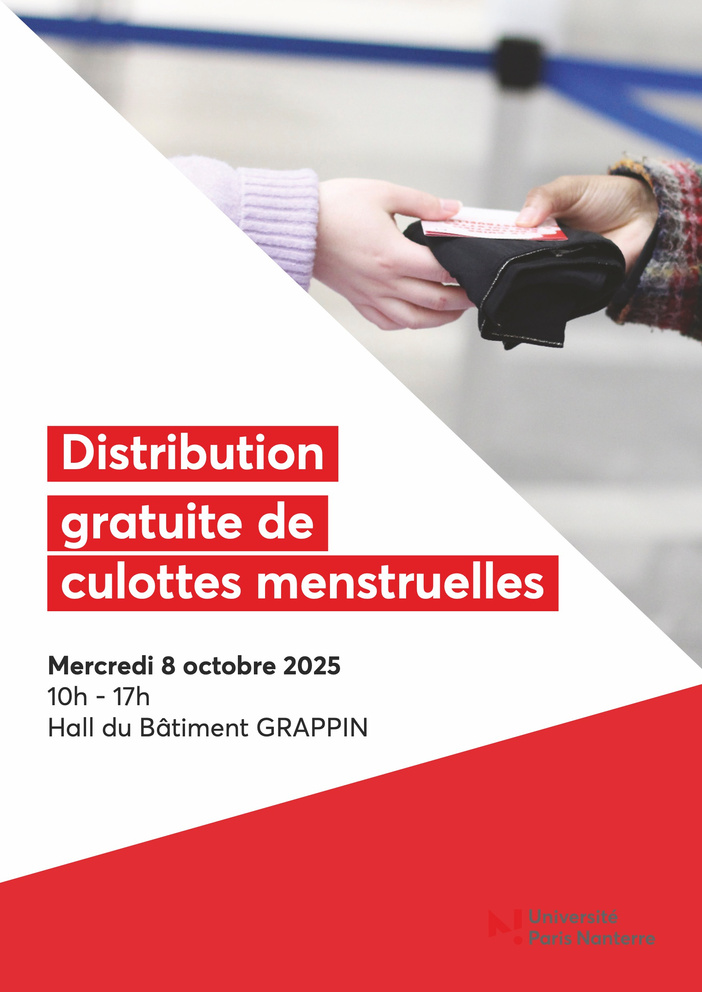 Distribution
gratuite de
culottes menstruelles
Mercredi 8 octobre 2025
10h - 17h
Hall du Bâtiment GRAPPIN
Université
Paris Nanterre